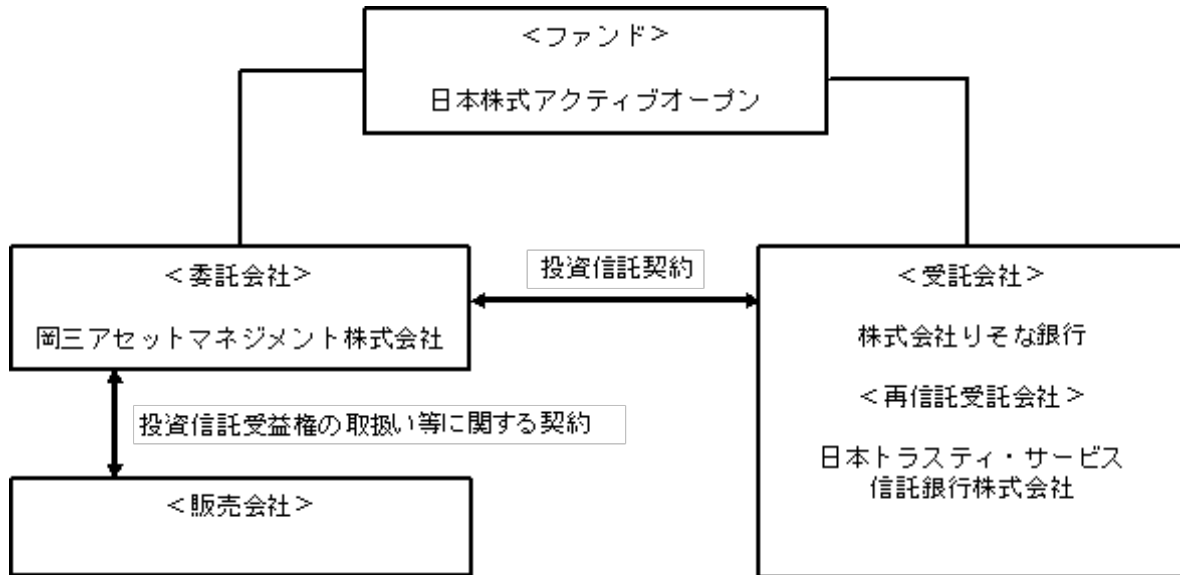 ＜ファンド＞
日本株式アクティブオープン
＜委託会社＞
岡三アセットマネジメント株式会社
投資信託契約
＜受託会社＞
株式会社りそな銀行
＜再信託受託会社＞
日本トラスティ・サービス
信託銀行株式会社
投資信託受益権の取扱い等に関する契約
＜販売会社＞